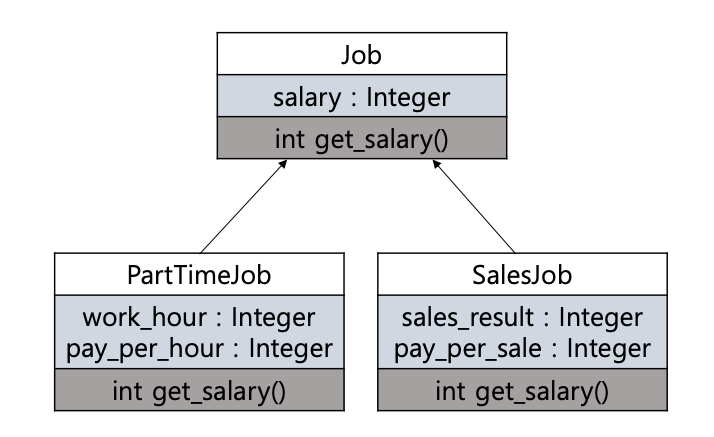 Job
salary : Integer
int get_salary()
PartTimeJob
work_hour : Integer
pay_per_hour : Integer
int get_salary()
SalesJob
sales_result : Integer
pay_per_sale : Integer
int get_salary()